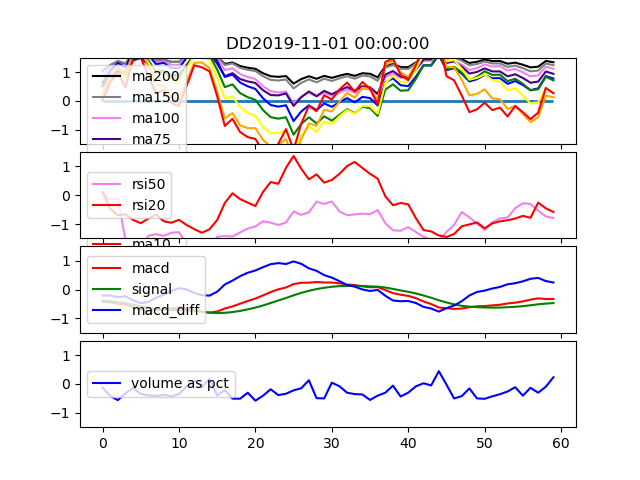 DD2019-11-01 00:00:00
1
0
−1
ma200
ma150
ma100
ma75
ma10
1
0
−1
rsi50
rsi20
1
0
−1
macd
signal
macd_diff
1
0
−1
volume as pct
0 10 20 30 40 50 60